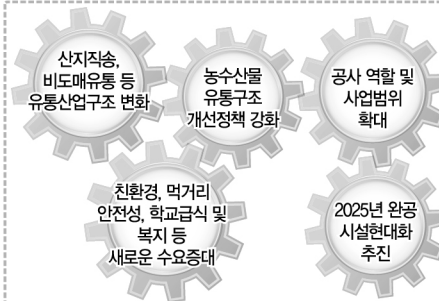 산지직송,
비도매유통 등
유통산업구조 변화
농수산물
유통구조
개선정책 강화
공사 역할 및
사업범위
확대
친환경, 먹거리
안전성, 학교급식 및
복지 등
새로운 수요증대
2025년 완공
시설현대화
추진